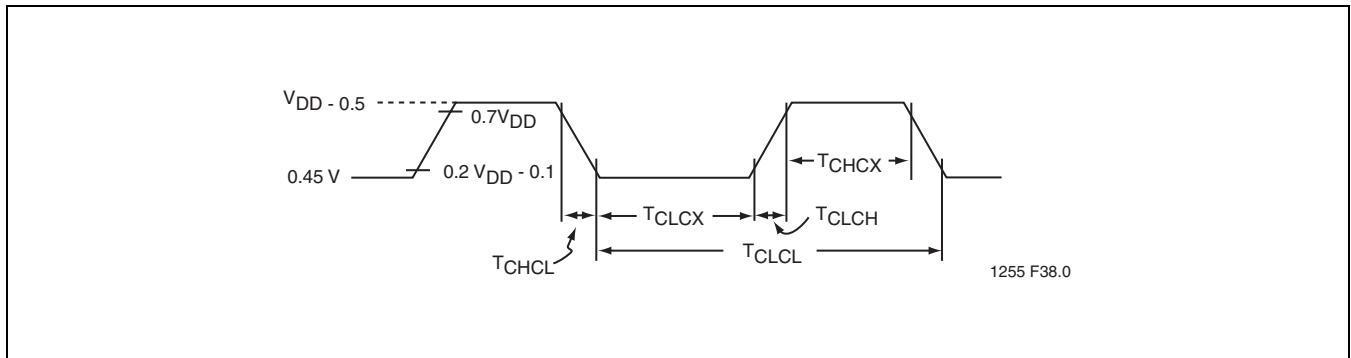 VDD - 0.5
0.7VDD
0.45 V
0.2 VDD - 0.1
TCHCX
TCLCX
TCLCH
TCHCL
TCLCL
1255 F38.0